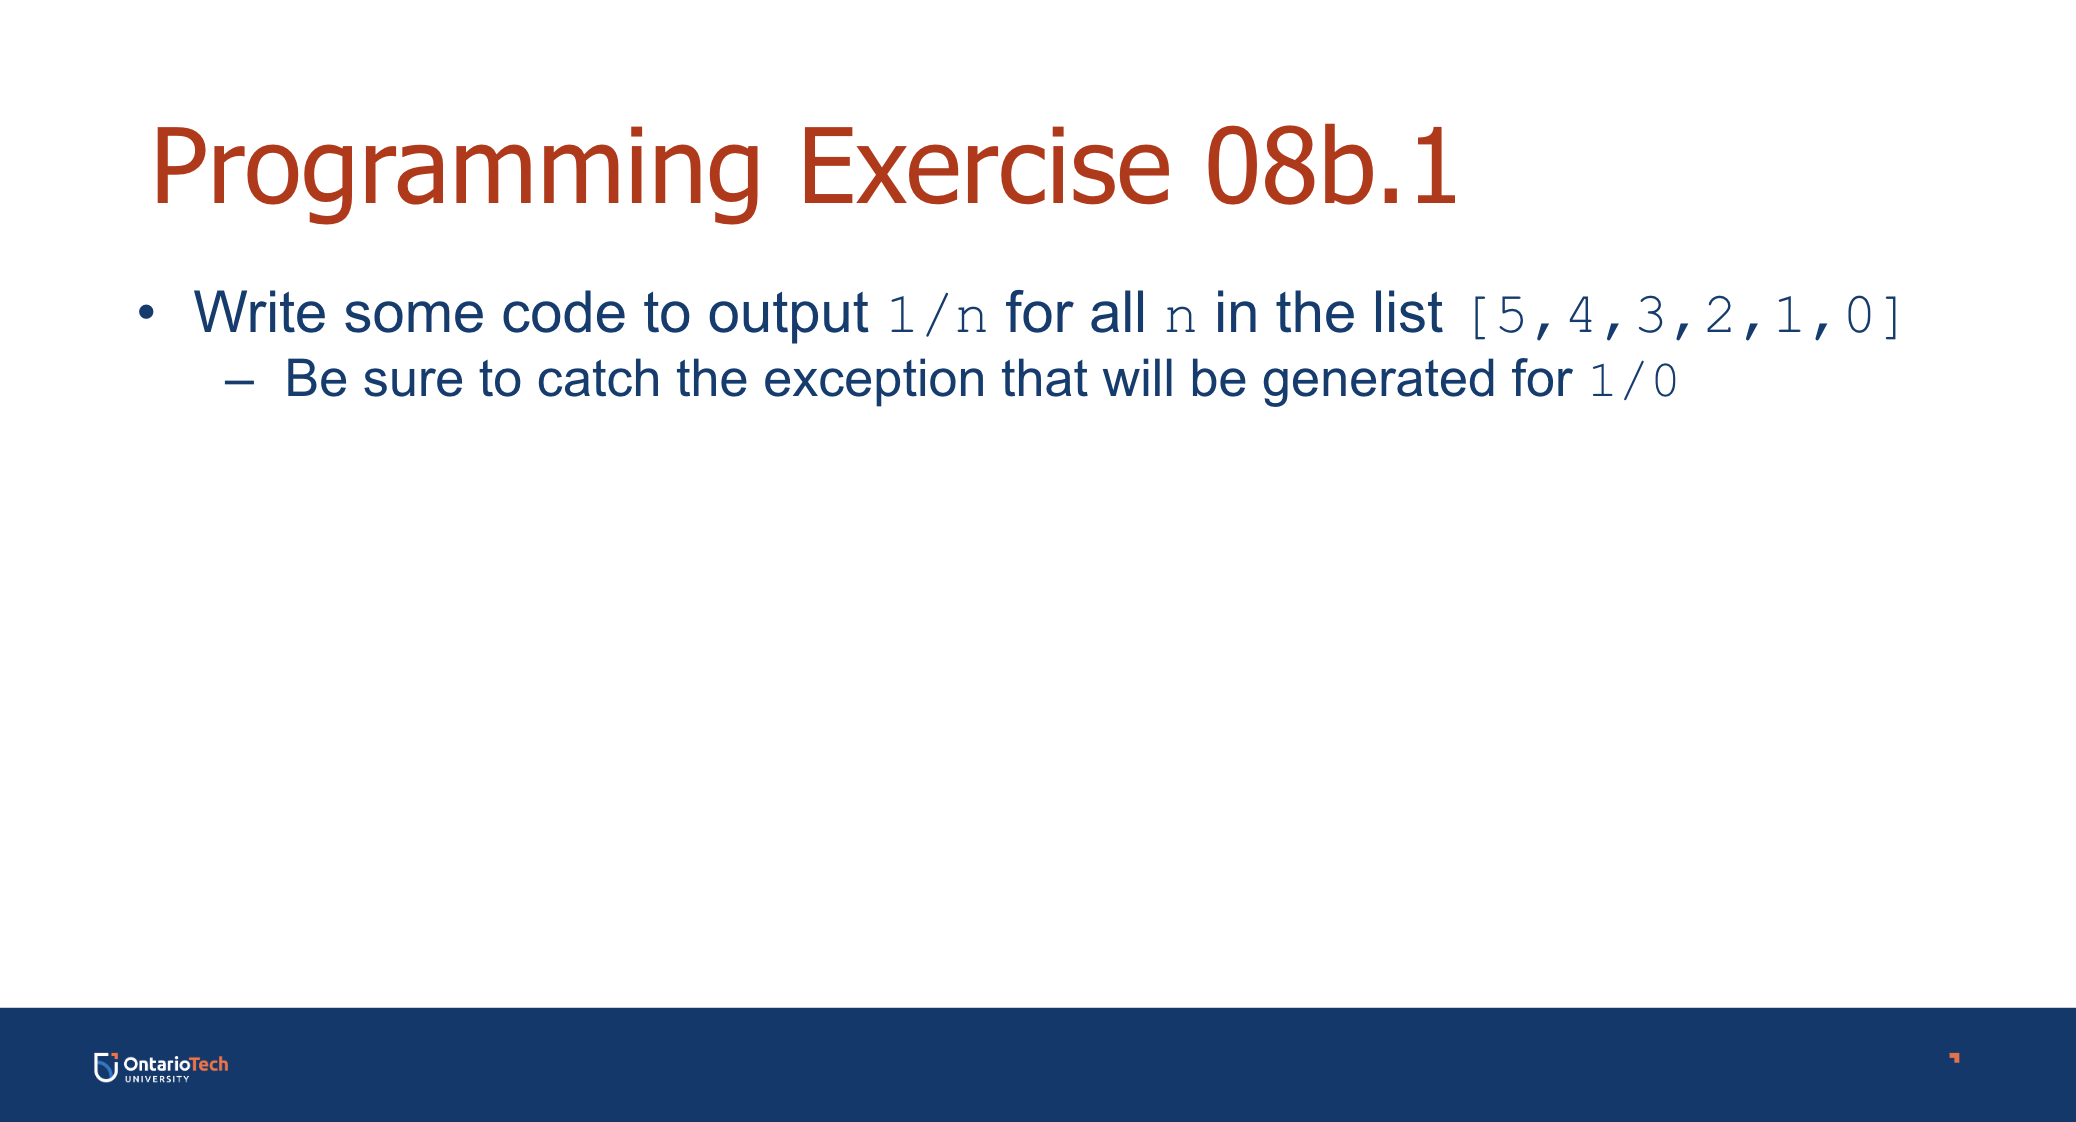 Programming Exercise 08b.1
• Write some code to output 1/n for all n in the list [5,4,3,2,1,0]
– Be sure to catch the exception that will be generated for 1/0
OntarioTech
UNIVERSITY